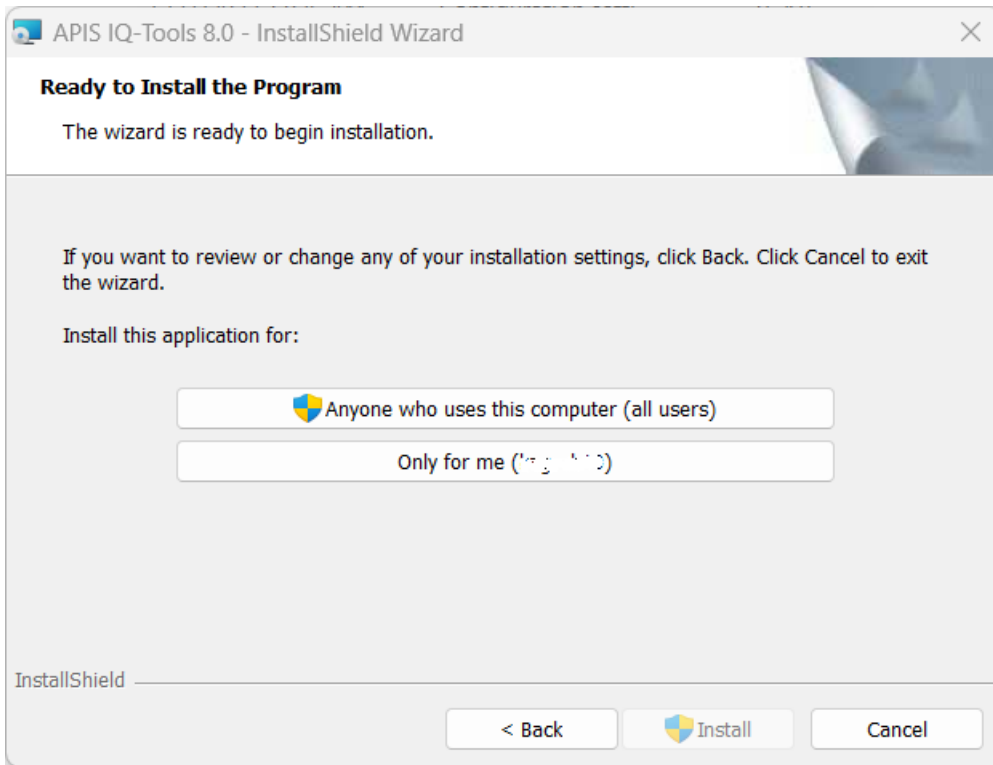 APIS IQ-Tools 8.0 - InstallShield Wizard
Ready to Install the Program
The wizard is ready to begin installation.
If you want to review or change any of your installation settings, click Back. Click Cancel to exit
the wizard.
Install this application for:
Anyone who uses this computer (all users)
Only for me (
InstallShield
< Back
Install
Cancel